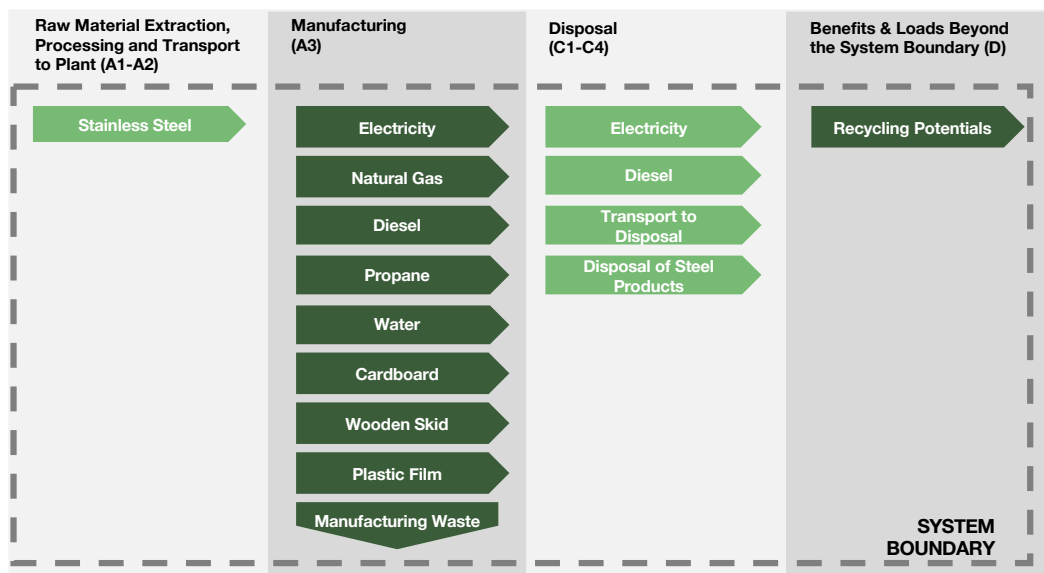 Raw Material Extraction,
Processing and Transport
to Plant (A1-A2)
Stainless Steel
Manufacturing
(A3)
Electricity
Natural Gas
Diesel
Propane
Water
Cardboard
Wooden Skid
Plastic Film
Manufacturing Waste
Disposal
(C1-C4)
Electricity
Diesel
Transport to
Disposal
Disposal of Steel
Products
Benefits & Loads Beyond
the System Boundary (D)
Recycling Potentials
SYSTEM
BOUNDARY